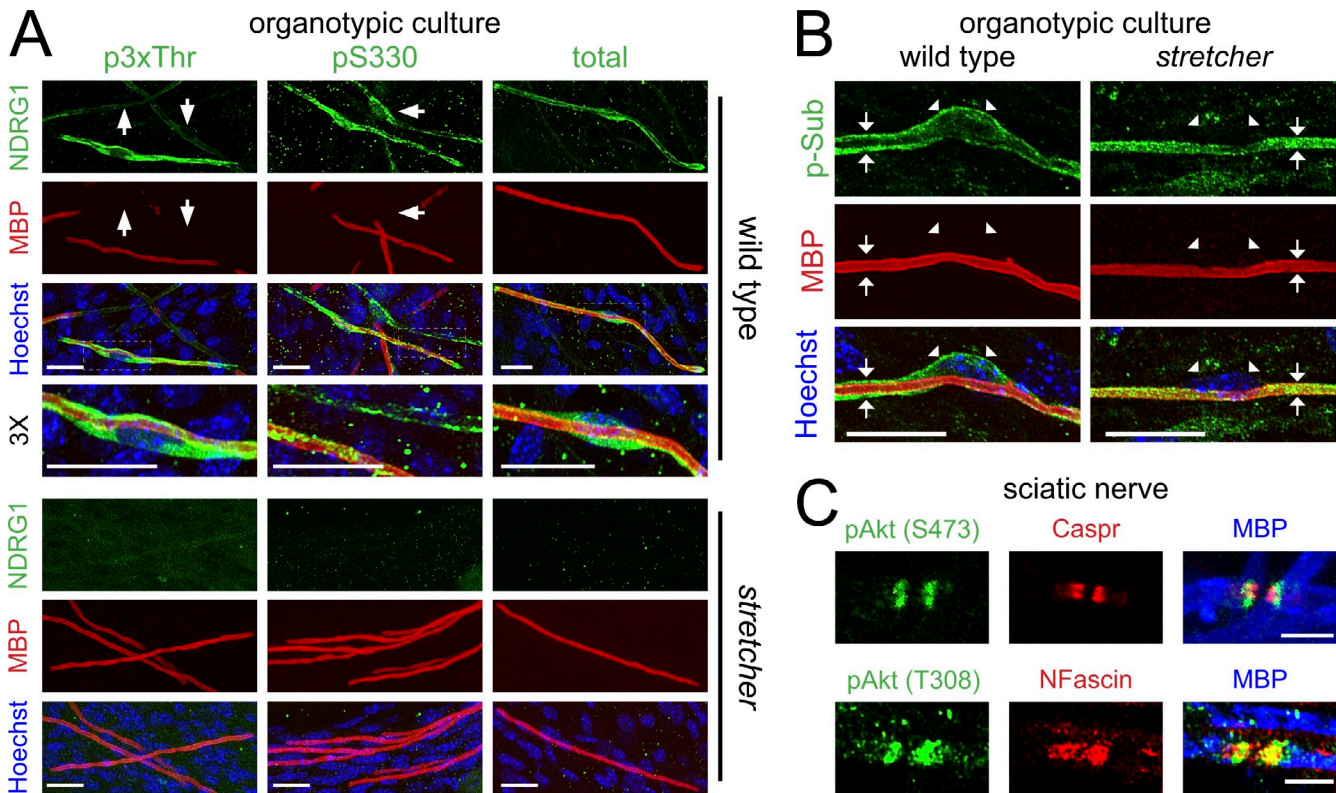 A
organotypic culture
p3xThr pS330 total
NDRG1
MBP
Hoechst
3X
wild type
NDRG1
MBP
Hoechst
stretcher
B
organotypic culture
wild type stretcher
p-Sub
MBP
Hoechst
C
sciatic nerve
pAkt (S473) Caspr MBP
pAkt (T308) NFascin MBP